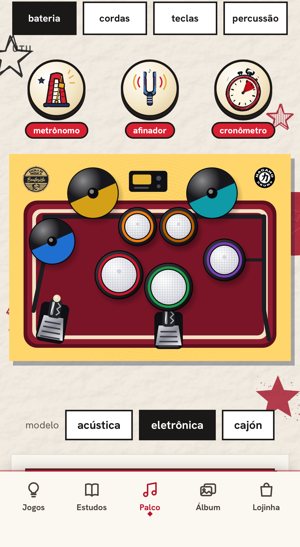 bateria cordas teclas percussão
metrônomo afinador cronômetro
modelo acústica eletrônica cajón
Jogos Estudos Palco Álbum Lojinha